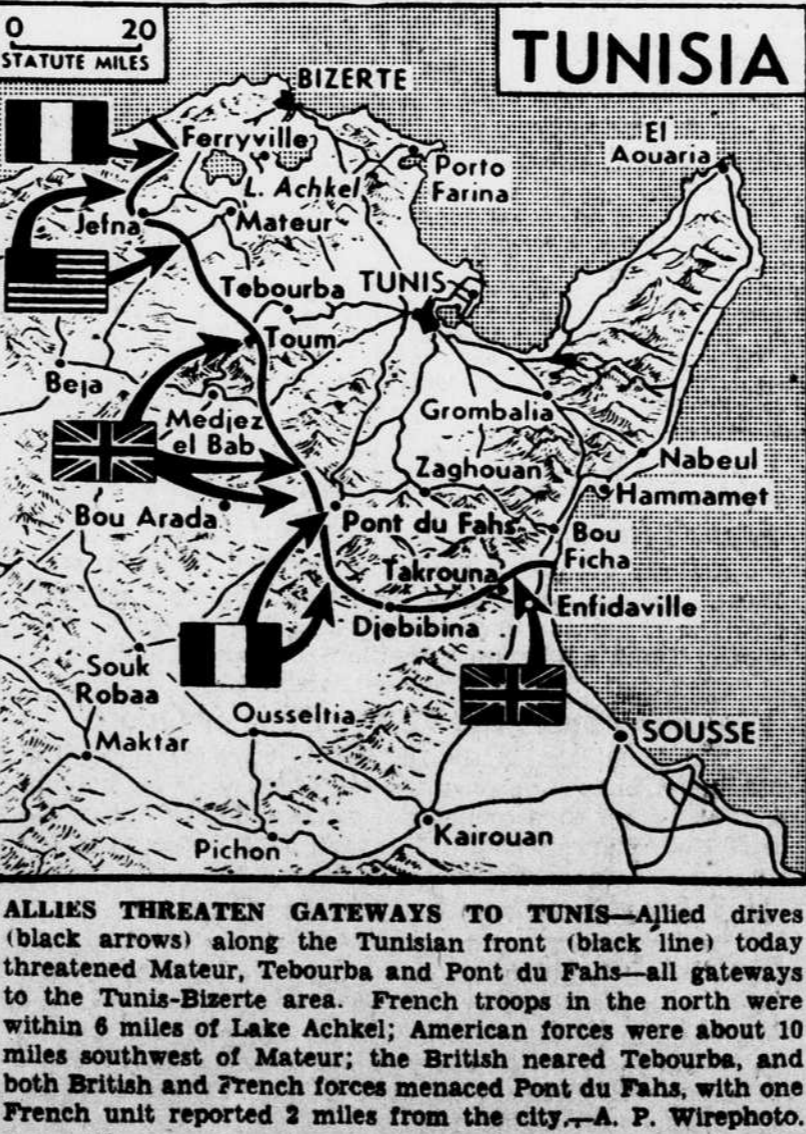 0 20
STATUTE MILES
TUNISIA
BIZERTE
Ferryville
El
Aouaria
Porto
Farina
L. Achkel
Jefna
Mateur
Tebourba
TUNIS
Toum
Beja
Grombalia
Medjez
el Bab
Zaghouan
Nabeul
Hammamet
Bou Arada
Pont du Fahs
Bou
Ficha
Takrouna
Enfidaville
Djebibina
Souk
Robaa
Ousseltia
SOUSSE
Maktar
Kairouan
Pichon
ALLIES THREATEN GATEWAYS TO TUNIS—Allied drives
(black arrows) along the Tunisian front (black line) today
threatened Mateur, Tebourba and Pont du Fahs—all gateways
to the Tunis-Bizerte area. French troops in the north were
within 6 miles of Lake Achkel; American forces were about 10
miles southwest of Mateur; the British neared Tebourba, and
both British and French forces menaced Pont du Fahs, with one
French unit reported 2 miles from the city.—A. P. Wirephoto.